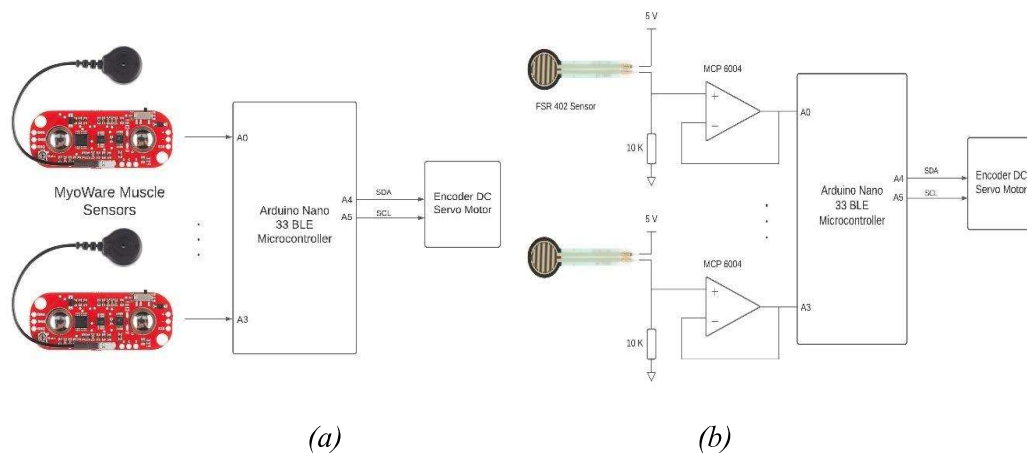 MyoWare Muscle
Sensors
A0
A3
Arduino Nano
33 BLE
Microcontroller
A4
A5
SDA
SCL
Encoder DC
Servo Motor
(a)
5 V
FSR 402 Sensor
MCP 6004
+
−
10 K
A0
5 V
MCP 6004
+
−
10 K
A3
Arduino Nano
33 BLE
Microcontroller
A4
A5
SDA
SCL
Encoder DC
Servo Motor
(b)